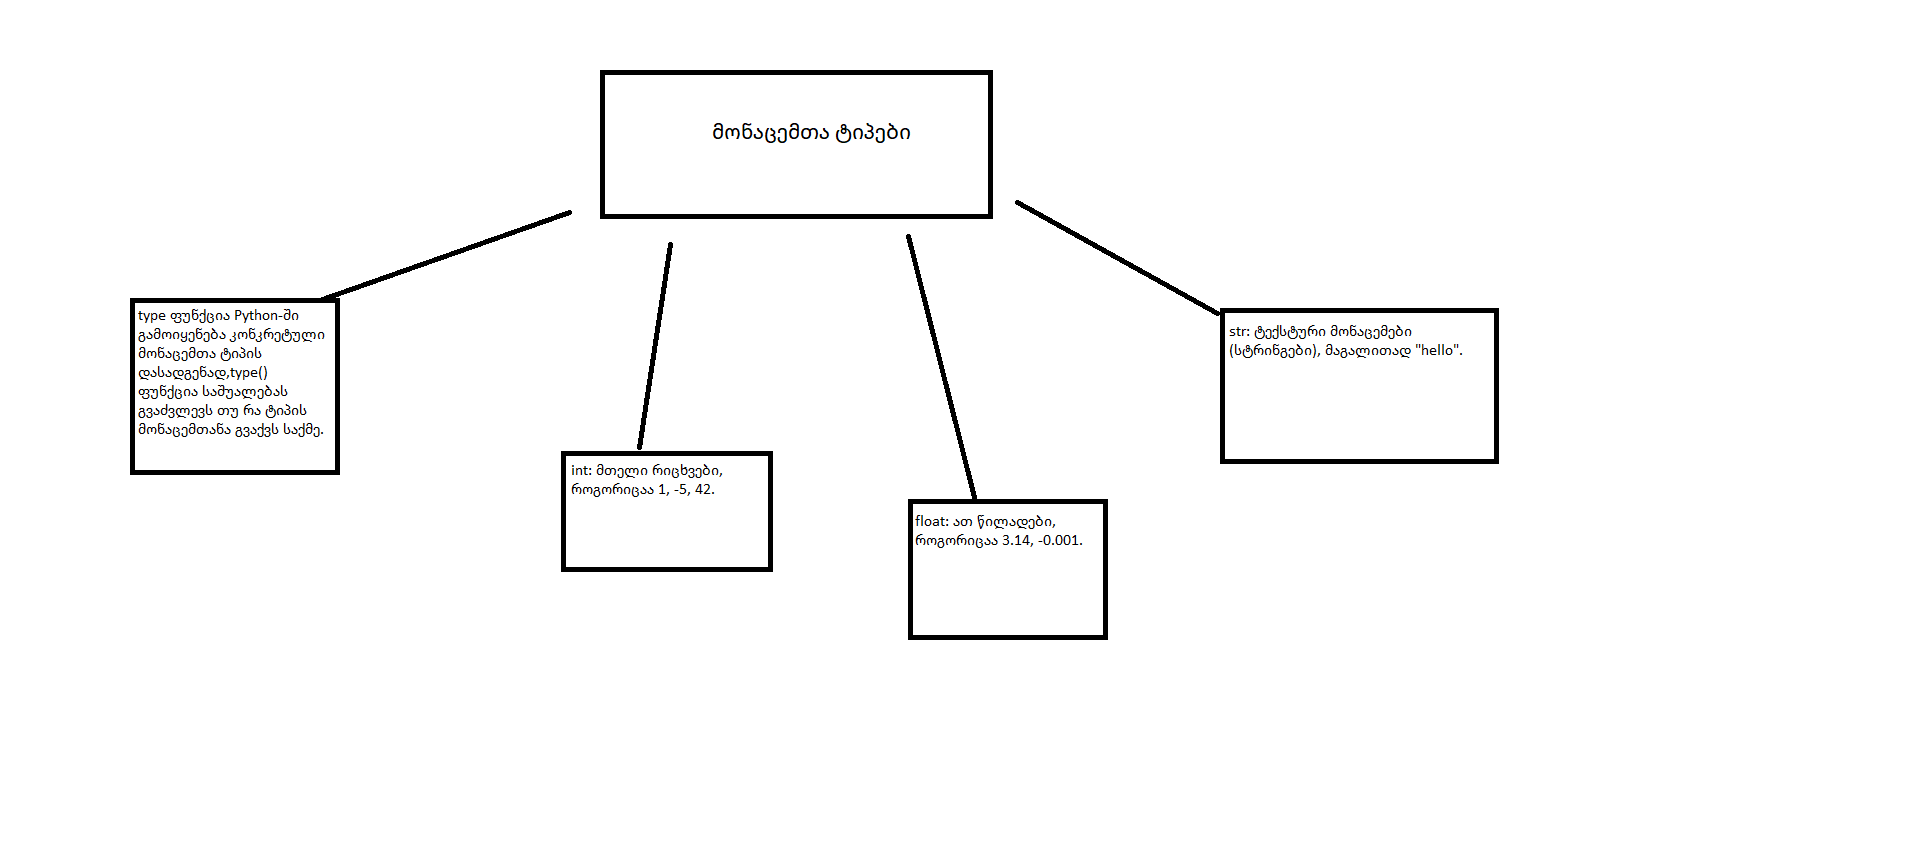 მონაცემთა ტიპები
type ფუნქცია Python-ში
გამოიყენება კონკრეტული
მონაცემთა ტიპის
დასადგენად,type()
ფუნქცია საშუალებას
გვაძვლევს თუ რა ტიპის
მონაცემთანა გვაქვს საქმე.
int: მთელი რიცხვები,
როგორიცაა 1, -5, 42.
float: ათ წილადები,
როგორიცაა 3.14, -0.001.
str: ტექსტური მონაცემები
(სტრინგები), მაგალითად "hello".